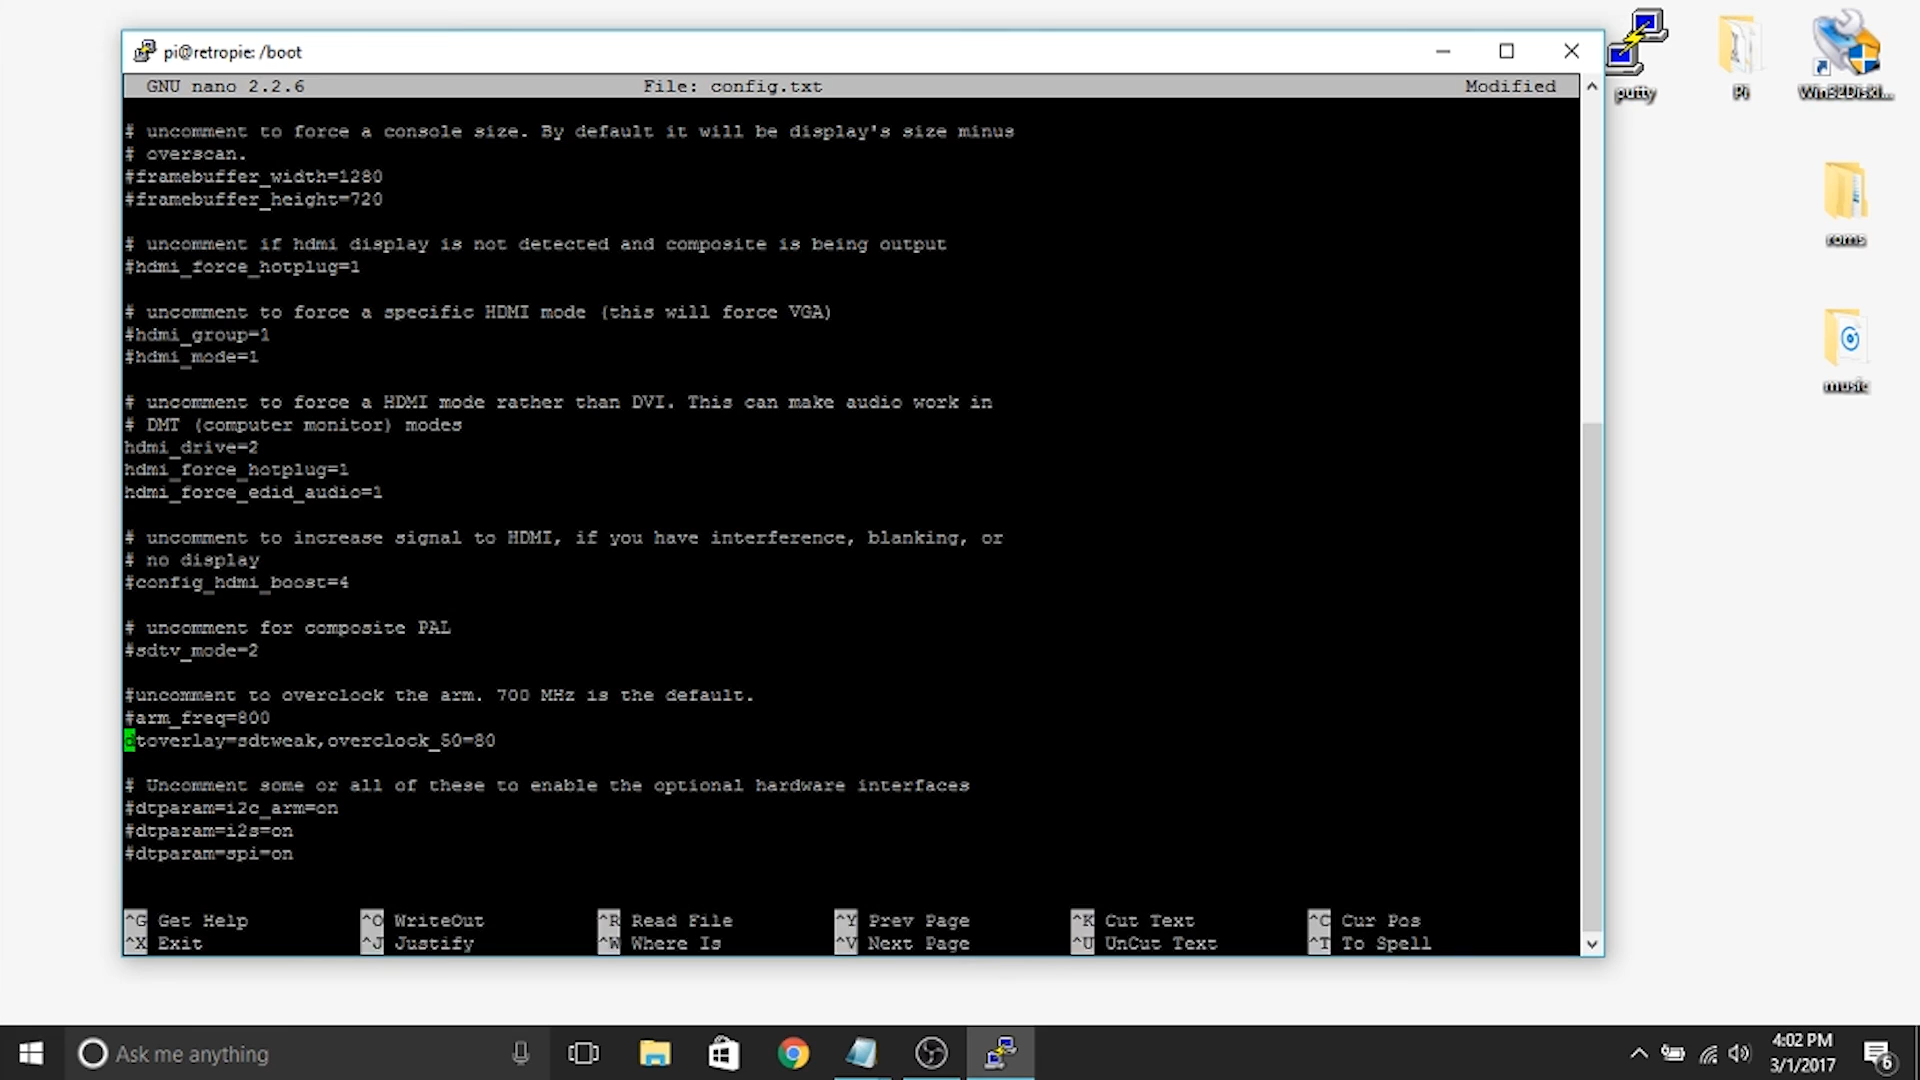 pi@retropie: /boot
GNU nano 2.2.6 File: config.txt Modified
# uncomment to force a console size. By default it will be display's size minus
# overscan.
#framebuffer_width=1280
#framebuffer_height=720
# uncomment if hdmi display is not detected and composite is being output
#hdmi_force_hotplug=1
# uncomment to force a specific HDMI mode (this will force VGA)
#hdmi_group=1
#hdmi_mode=1
# uncomment to force a HDMI mode rather than DVI. This can make audio work in
# DMT (computer monitor) modes
hdmi_drive=2
hdmi_force_hotplug=1
hdmi_force_edid_audio=1
# uncomment to increase signal to HDMI, if you have interference, blanking, or
# no display
#config_hdmi_boost=4
# uncomment for composite PAL
#sdtv_mode=2
#uncomment to overclock the arm. 700 MHz is the default.
#arm_freq=800
dtoverlay=sdtweak,overclock_50=80
# Uncomment some or all of these to enable the optional hardware interfaces
#dtparam=i2c_arm=on
#dtparam=i2s=on
#dtparam=spi=on
^G Get Help ^O WriteOut ^R Read File ^Y Prev Page ^K Cut Text ^C Cur Pos
^X Exit ^J Justify ^W Where Is ^V Next Page ^U UnCut Text ^T To Spell
putty
Pi
Win32Diskl...
roms
music
Ask me anything
4:02 PM
3/1/2017
6